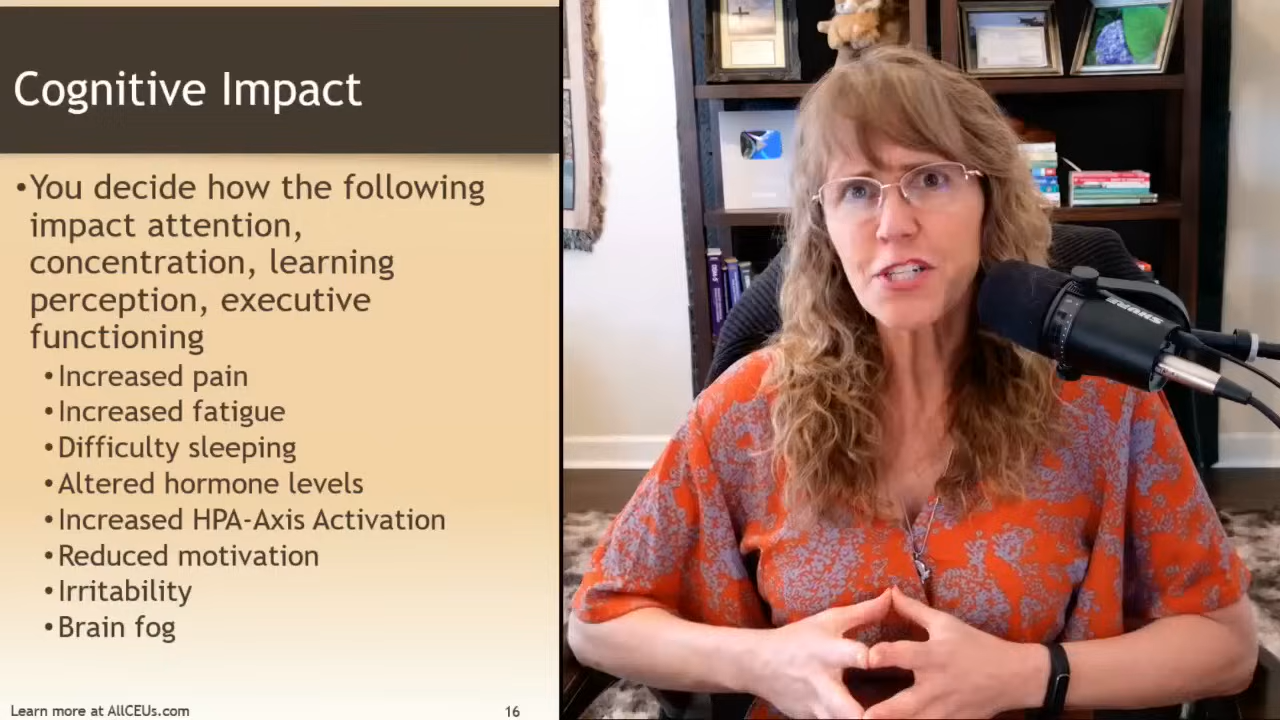 Cognitive Impact
•You decide how the following
impact attention,
concentration, learning
perception, executive
functioning
•Increased pain
•Increased fatigue
•Difficulty sleeping
•Altered hormone levels
•Increased HPA-Axis Activation
•Reduced motivation
•Irritability
•Brain fog
Learn more at AllCEUs.com
16
SHURE